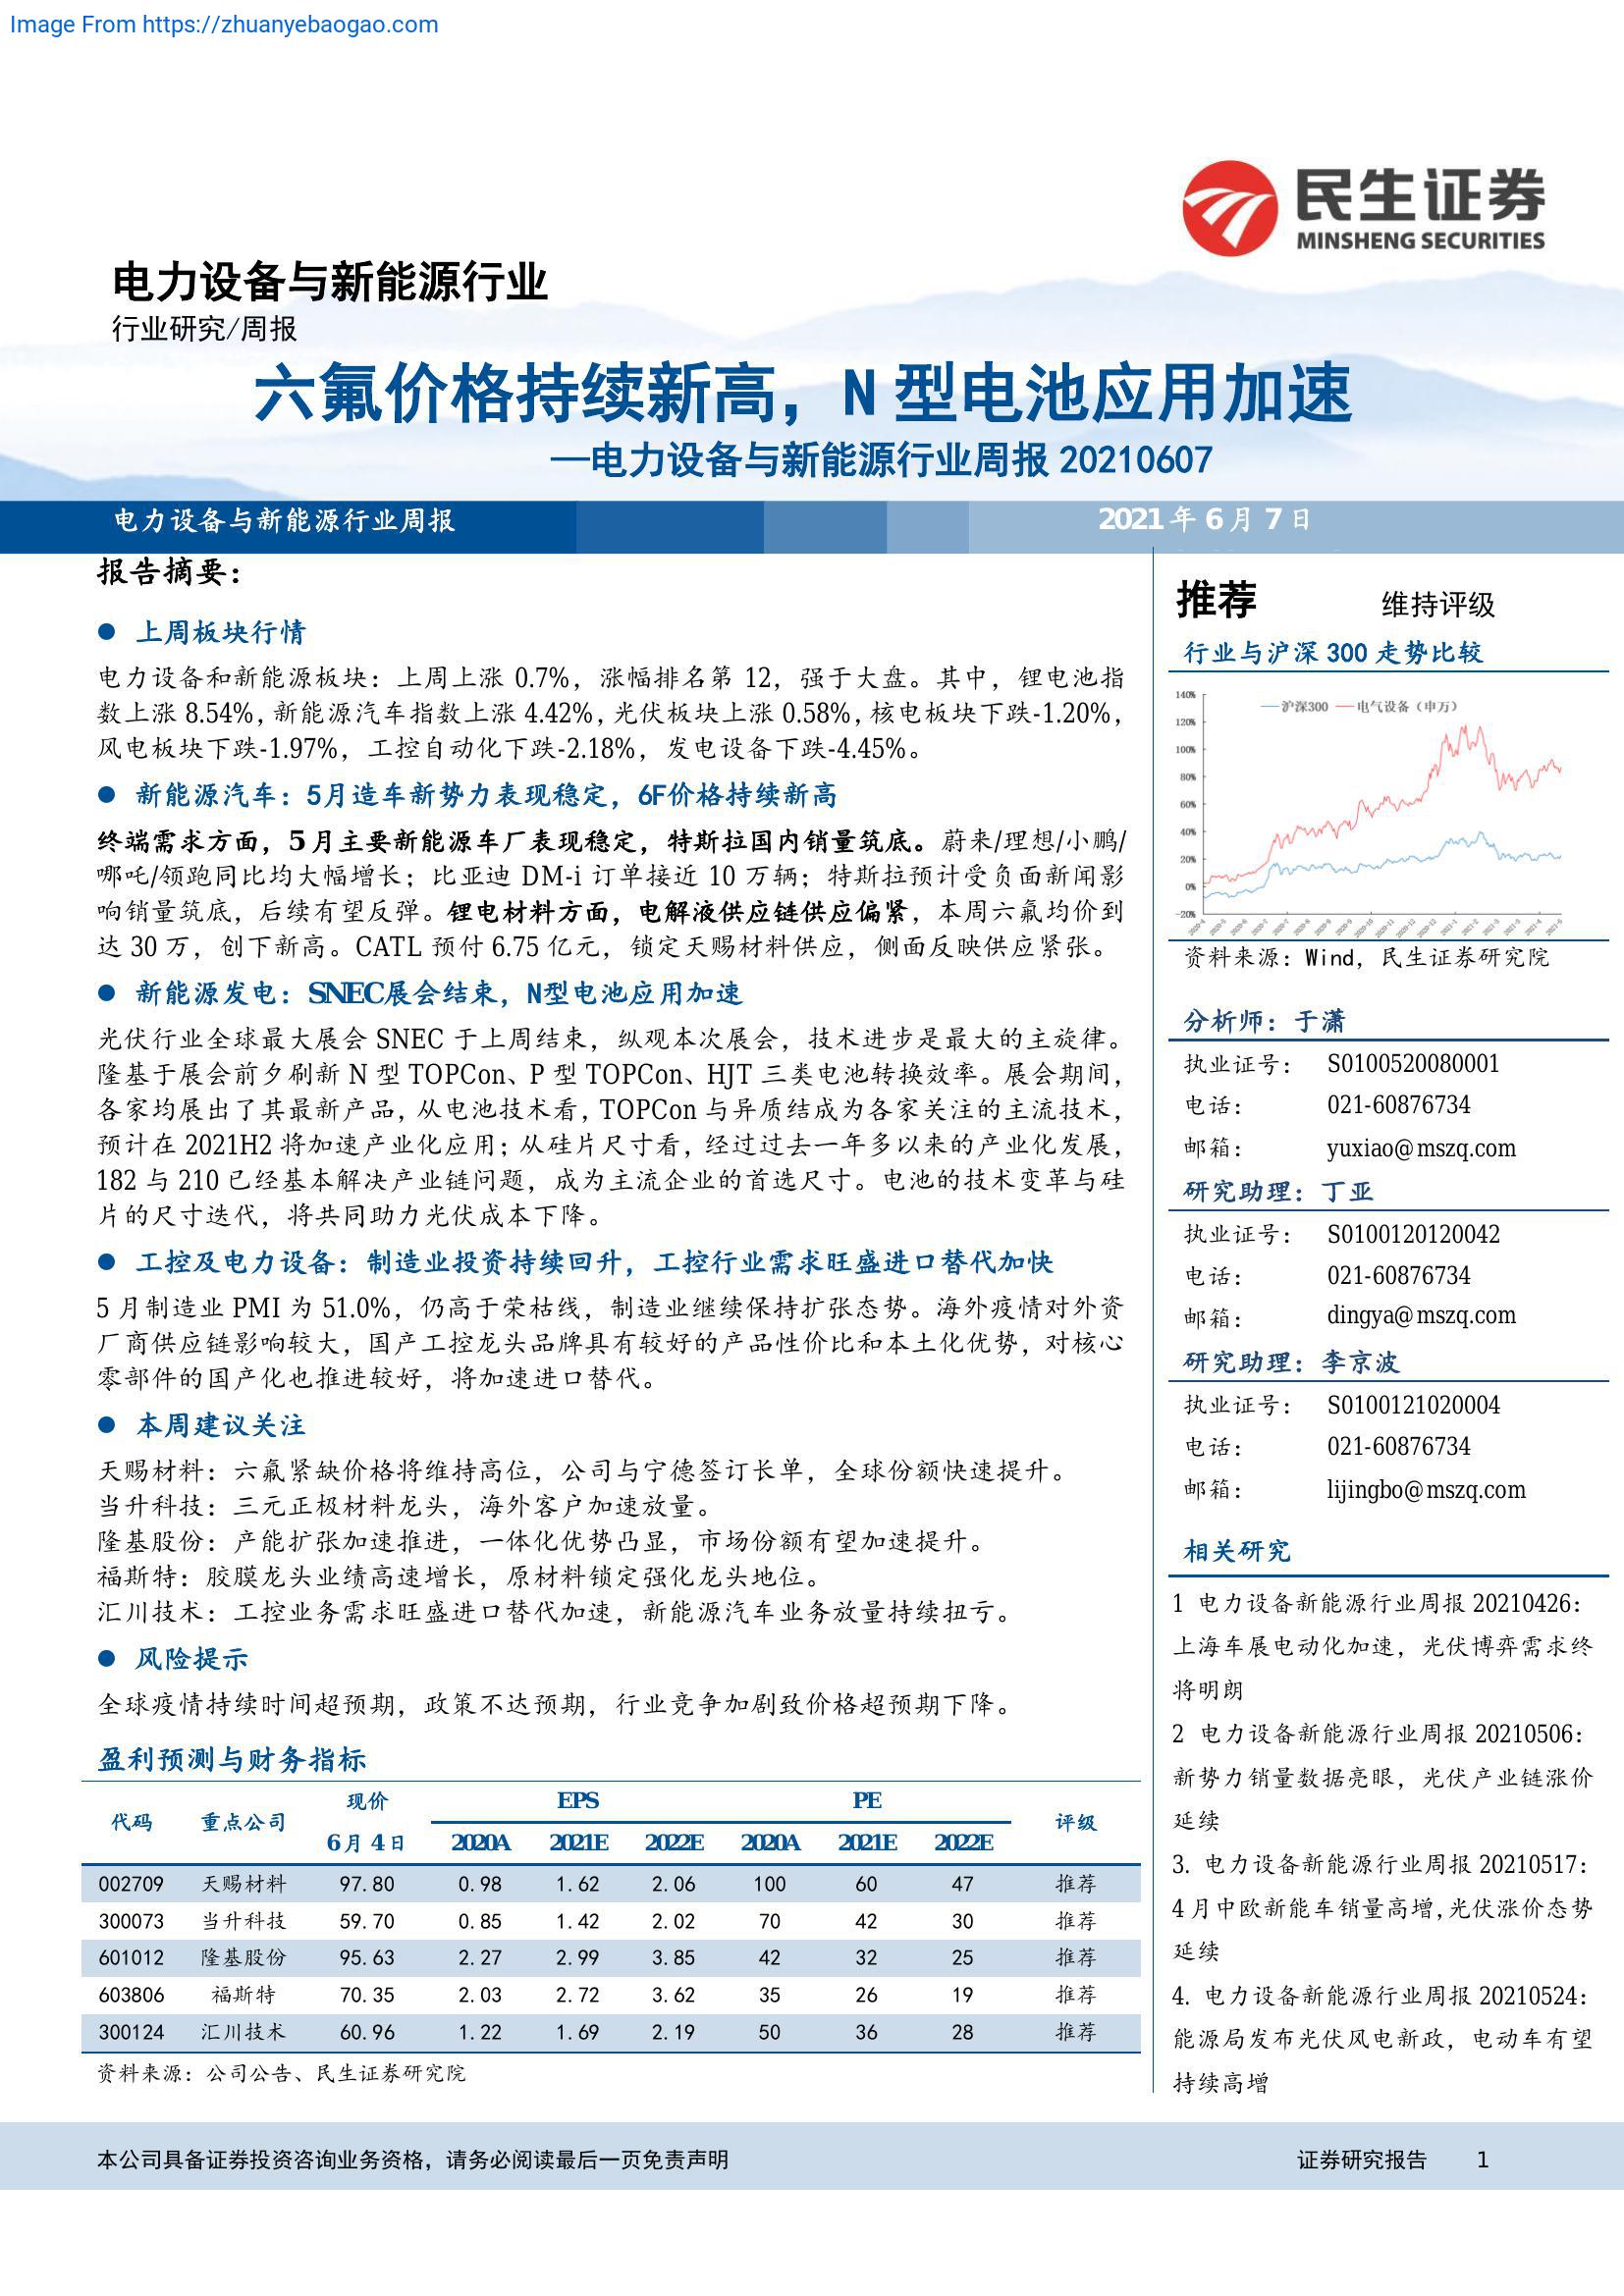 Image From https://zhuanyebaogao.com
民生证券
MINSHENG SECURITIES
电力设备与新能源行业
行业研究/周报
六氟价格持续新高，N 型电池应用加速
—电力设备与新能源行业周报 20210607
电力设备与新能源行业周报
2021 年 6 月 7 日
报告摘要：
● 上周板块行情
电力设备和新能源板块：上周上涨 0.7%，涨幅排名第 12，强于大盘。其中，锂电池指
数上涨 8.54%，新能源汽车指数上涨 4.42%，光伏板块上涨 0.58%，核电板块下跌-1.20%，
风电板块下跌-1.97%，工控自动化下跌-2.18%，发电设备下跌-4.45%。
● 新能源汽车：5月造车新势力表现稳定，6F价格持续新高
终端需求方面，5 月主要新能源车厂表现稳定，特斯拉国内销量筑底。蔚来/理想/小鹏/
哪吒/领跑同比均大幅增长；比亚迪 DM-i 订单接近 10 万辆；特斯拉预计受负面新闻影
响销量筑底，后续有望反弹。锂电材料方面，电解液供应链供应偏紧，本周六氟均价到
达 30 万，创下新高。CATL 预付 6.75 亿元，锁定天赐材料供应，侧面反映供应紧张。
● 新能源发电：SNEC展会结束，N型电池应用加速
光伏行业全球最大展会 SNEC 于上周结束，纵观本次展会，技术进步是最大的主旋律。
隆基于展会前夕刷新 N 型 TOPCon、P 型 TOPCon、HJT 三类电池转换效率。展会期间，
各家均展出了其最新产品，从电池技术看，TOPCon 与异质结成为各家关注的主流技术，
预计在 2021H2 将加速产业化应用；从硅片尺寸看，经过过去一年多以来的产业化发展，
182 与 210 已经基本解决产业链问题，成为主流企业的首选尺寸。电池的技术变革与硅
片的尺寸迭代，将共同助力光伏成本下降。
● 工控及电力设备：制造业投资持续回升，工控行业需求旺盛进口替代加快
5 月制造业 PMI 为 51.0%，仍高于荣枯线，制造业继续保持扩张态势。海外疫情对外资
厂商供应链影响较大，国产工控龙头品牌具有较好的产品性价比和本土化优势，对核心
零部件的国产化也推进较好，将加速进口替代。
● 本周建议关注
天赐材料：六氟紧缺价格将维持高位，公司与宁德签订长单，全球份额快速提升。
当升科技：三元正极材料龙头，海外客户加速放量。
隆基股份：产能扩张加速推进，一体化优势凸显，市场份额有望加速提升。
福斯特：胶膜龙头业绩高速增长，原材料锁定强化龙头地位。
汇川技术：工控业务需求旺盛进口替代加速，新能源汽车业务放量持续扭亏。
● 风险提示
全球疫情持续时间超预期，政策不达预期，行业竞争加剧致价格超预期下降。
盈利预测与财务指标
代码 重点公司 现价 EPS PE 评级
6 月 4 日 2020A 2021E 2022E 2020A 2021E 2022E
002709 天赐材料 97.80 0.98 1.62 2.06 100 60 47 推荐
300073 当升科技 59.70 0.85 1.42 2.02 70 42 30 推荐
601012 隆基股份 95.63 2.27 2.99 3.85 42 32 25 推荐
603806 福斯特 70.35 2.03 2.72 3.62 35 26 19 推荐
300124 汇川技术 60.96 1.22 1.69 2.19 50 36 28 推荐
资料来源：公司公告、民生证券研究院
推荐 维持评级
行业与沪深 300 走势比较
沪深300 电气设备（申万）
140%
120%
100%
80%
60%
40%
20%
0%
-20%
资料来源：Wind，民生证券研究院
分析师：于潇
执业证号： S0100520080001
电话： 021-60876734
邮箱： yuxiao@mszq.com
研究助理：丁亚
执业证号： S0100120120042
电话： 021-60876734
邮箱： dingya@mszq.com
研究助理：李京波
执业证号： S0100121020004
电话： 021-60876734
邮箱： lijingbo@mszq.com
相关研究
1 电力设备新能源行业周报 20210426：
上海车展电动化加速，光伏博弈需求终
将明朗
2 电力设备新能源行业周报 20210506：
新势力销量数据亮眼，光伏产业链涨价
延续
3. 电力设备新能源行业周报 20210517：
4 月中欧新能车销量高增，光伏涨价态势
延续
4. 电力设备新能源行业周报 20210524：
能源局发布光伏风电新政，电动车有望
持续高增
本公司具备证券投资咨询业务资格，请务必阅读最后一页免责声明
证券研究报告 1